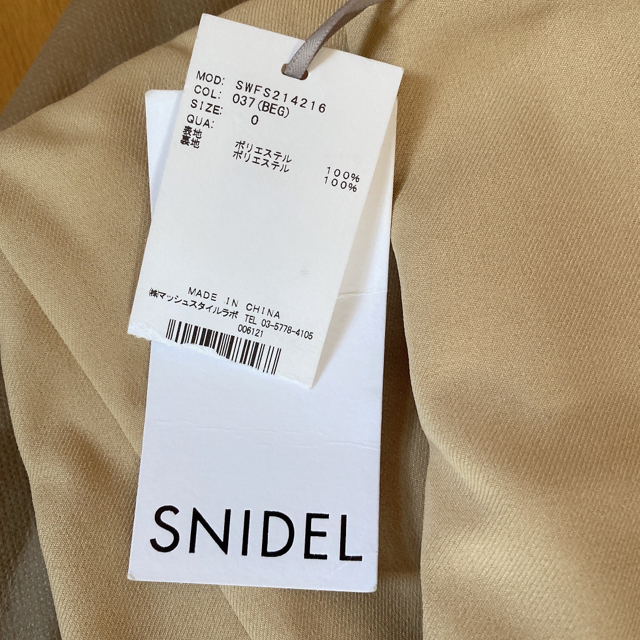 MOD: SWFS214216
COL: 037(BEG)
SIZE: 0
QUA:
表地 ポリエステル 100%
裏地 ポリエステル 100%
MADE IN CHINA
㈱マッシュスタイルラボ TEL 03-5778-4105
006121
SNIDEL